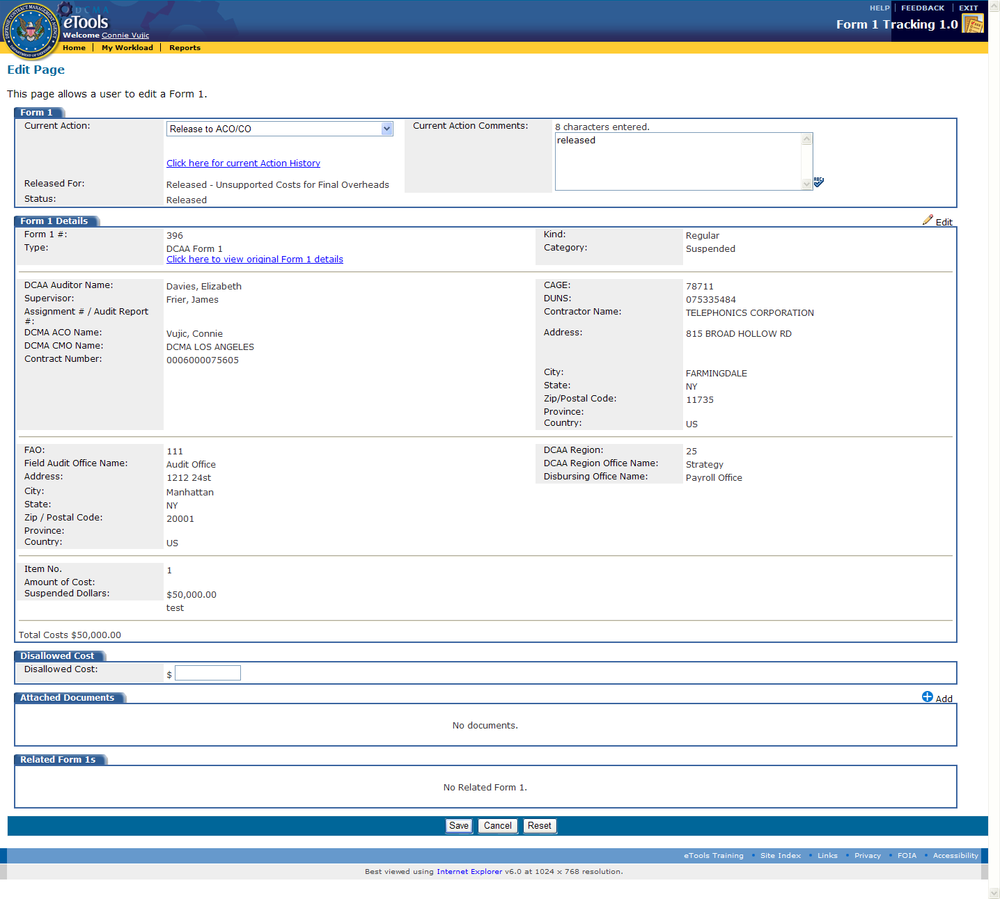 DCMA
eTools
Welcome Connie Vujic
HELP FEEDBACK EXIT
Form 1 Tracking 1.0
Home My Workload Reports
Edit Page
This page allows a user to edit a Form 1.
Form 1
Current Action: Release to ACO/CO
Click here for current Action History
Released For: Released - Unsupported Costs for Final Overheads
Status: Released
Current Action Comments: 8 characters entered.
released
ABC
Form 1 Details
Edit
Form 1 #: 396
Type: DCAA Form 1
Click here to view original Form 1 details
Kind: Regular
Category: Suspended
DCAA Auditor Name: Davies, Elizabeth
Supervisor: Frier, James
Assignment # / Audit Report
#:
DCMA ACO Name: Vujic, Connie
DCMA CMO Name: DCMA LOS ANGELES
Contract Number: 0006000075605
CAGE: 78711
DUNS: 075335484
Contractor Name: TELEPHONICS CORPORATION
Address: 815 BROAD HOLLOW RD
City: FARMINGDALE
State: NY
Zip/Postal Code: 11735
Province:
Country: US
FAO: 111
Field Audit Office Name: Audit Office
Address: 1212 24st
City: Manhattan
State: NY
Zip / Postal Code: 20001
Province:
Country: US
DCAA Region: 25
DCAA Region Office Name: Strategy
Disbursing Office Name: Payroll Office
Item No. 1
Amount of Cost:
Suspended Dollars: $50,000.00
test
Total Costs $50,000.00
Disallowed Cost
Disallowed Cost: $
Attached Documents
Add
No documents.
Related Form 1s
No Related Form 1.
Save Cancel Reset
eTools Training • Site Index • Links • Privacy • FOIA • Accessibility
Best viewed using Internet Explorer v6.0 at 1024 x 768 resolution.